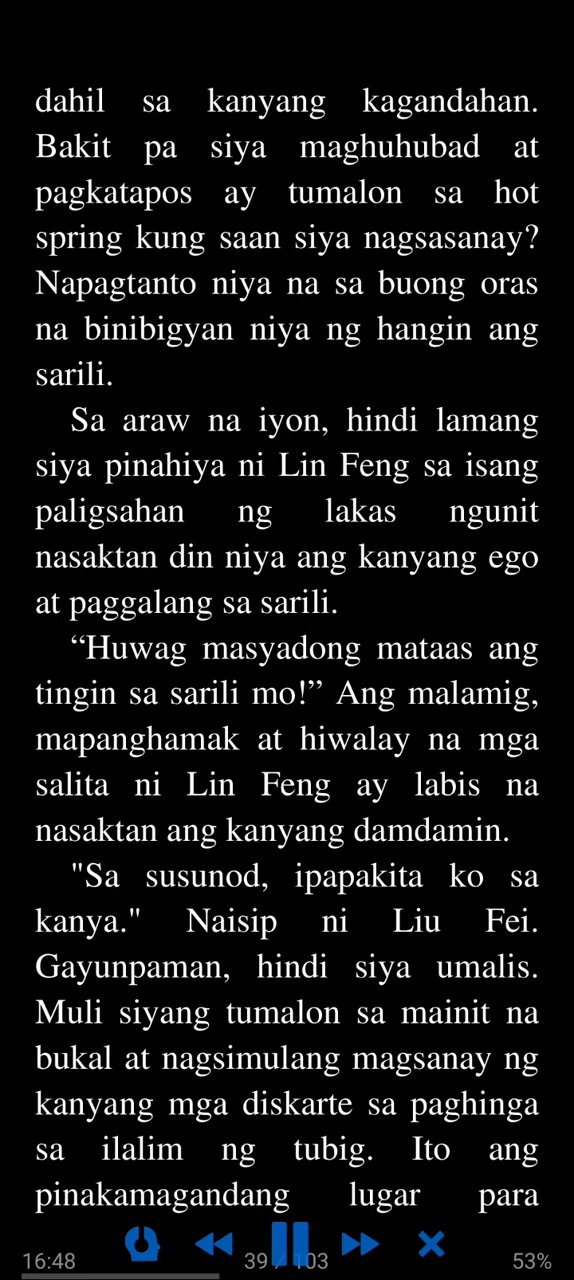 dahil sa kanyang kagandahan.
Bakit pa siya maghuhubad at
pagkatapos ay tumalon sa hot
spring kung saan siya nagsasanay?
Napagtanto niya na sa buong oras
na binibigyan niya ng hangin ang
sarili.
Sa araw na iyon, hindi lamang
siya pinahiya ni Lin Feng sa isang
paligsahan ng lakas ngunit
nasaktan din niya ang kanyang ego
at paggalang sa sarili.
“Huwag masyadong mataas ang
tingin sa sarili mo!” Ang malamig,
mapanghamak at hiwalay na mga
salita ni Lin Feng ay labis na
nasaktan ang kanyang damdamin.
"Sa susunod, ipapakita ko sa
kanya." Naisip ni Liu Fei.
Gayunpaman, hindi siya umalis.
Muli siyang tumalon sa mainit na
bukal at nagsimulang magsanay ng
kanyang mga diskarte sa paghinga
sa ilalim ng tubig. Ito ang
pinakamagandang lugar para
16:48 39 / 103 53%